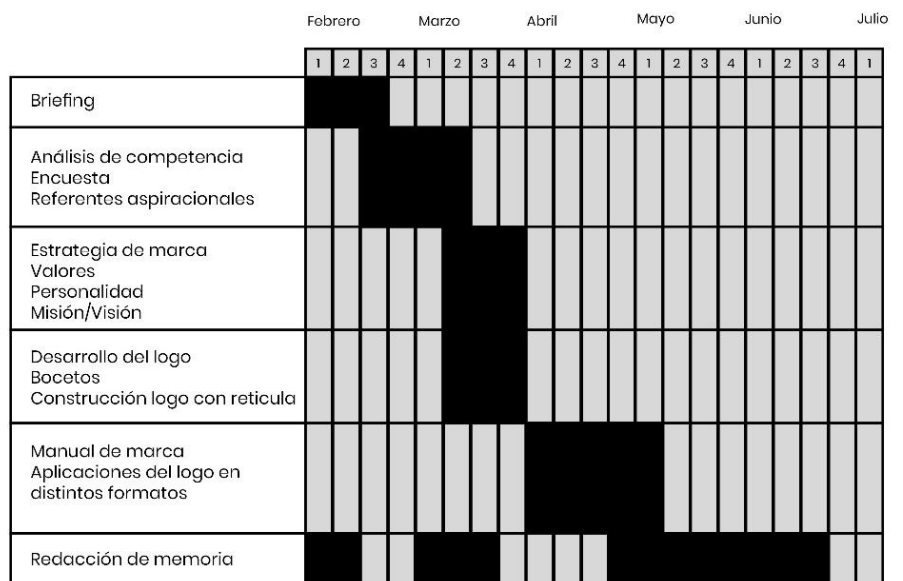 Febrero Marzo Abril Mayo Junio Julio
1 2 3 4 1 2 3 4 1 2 3 4 1 2 3 4 1 2 3 4 1
Briefing
Análisis de competencia
Encuesta
Referentes aspiracionales
Estrategia de marca
Valores
Personalidad
Misión/Visión
Desarrollo del logo
Bocetos
Construcción logo con reticula
Manual de marca
Aplicaciones del logo en
distintos formatos
Redacción de memoria